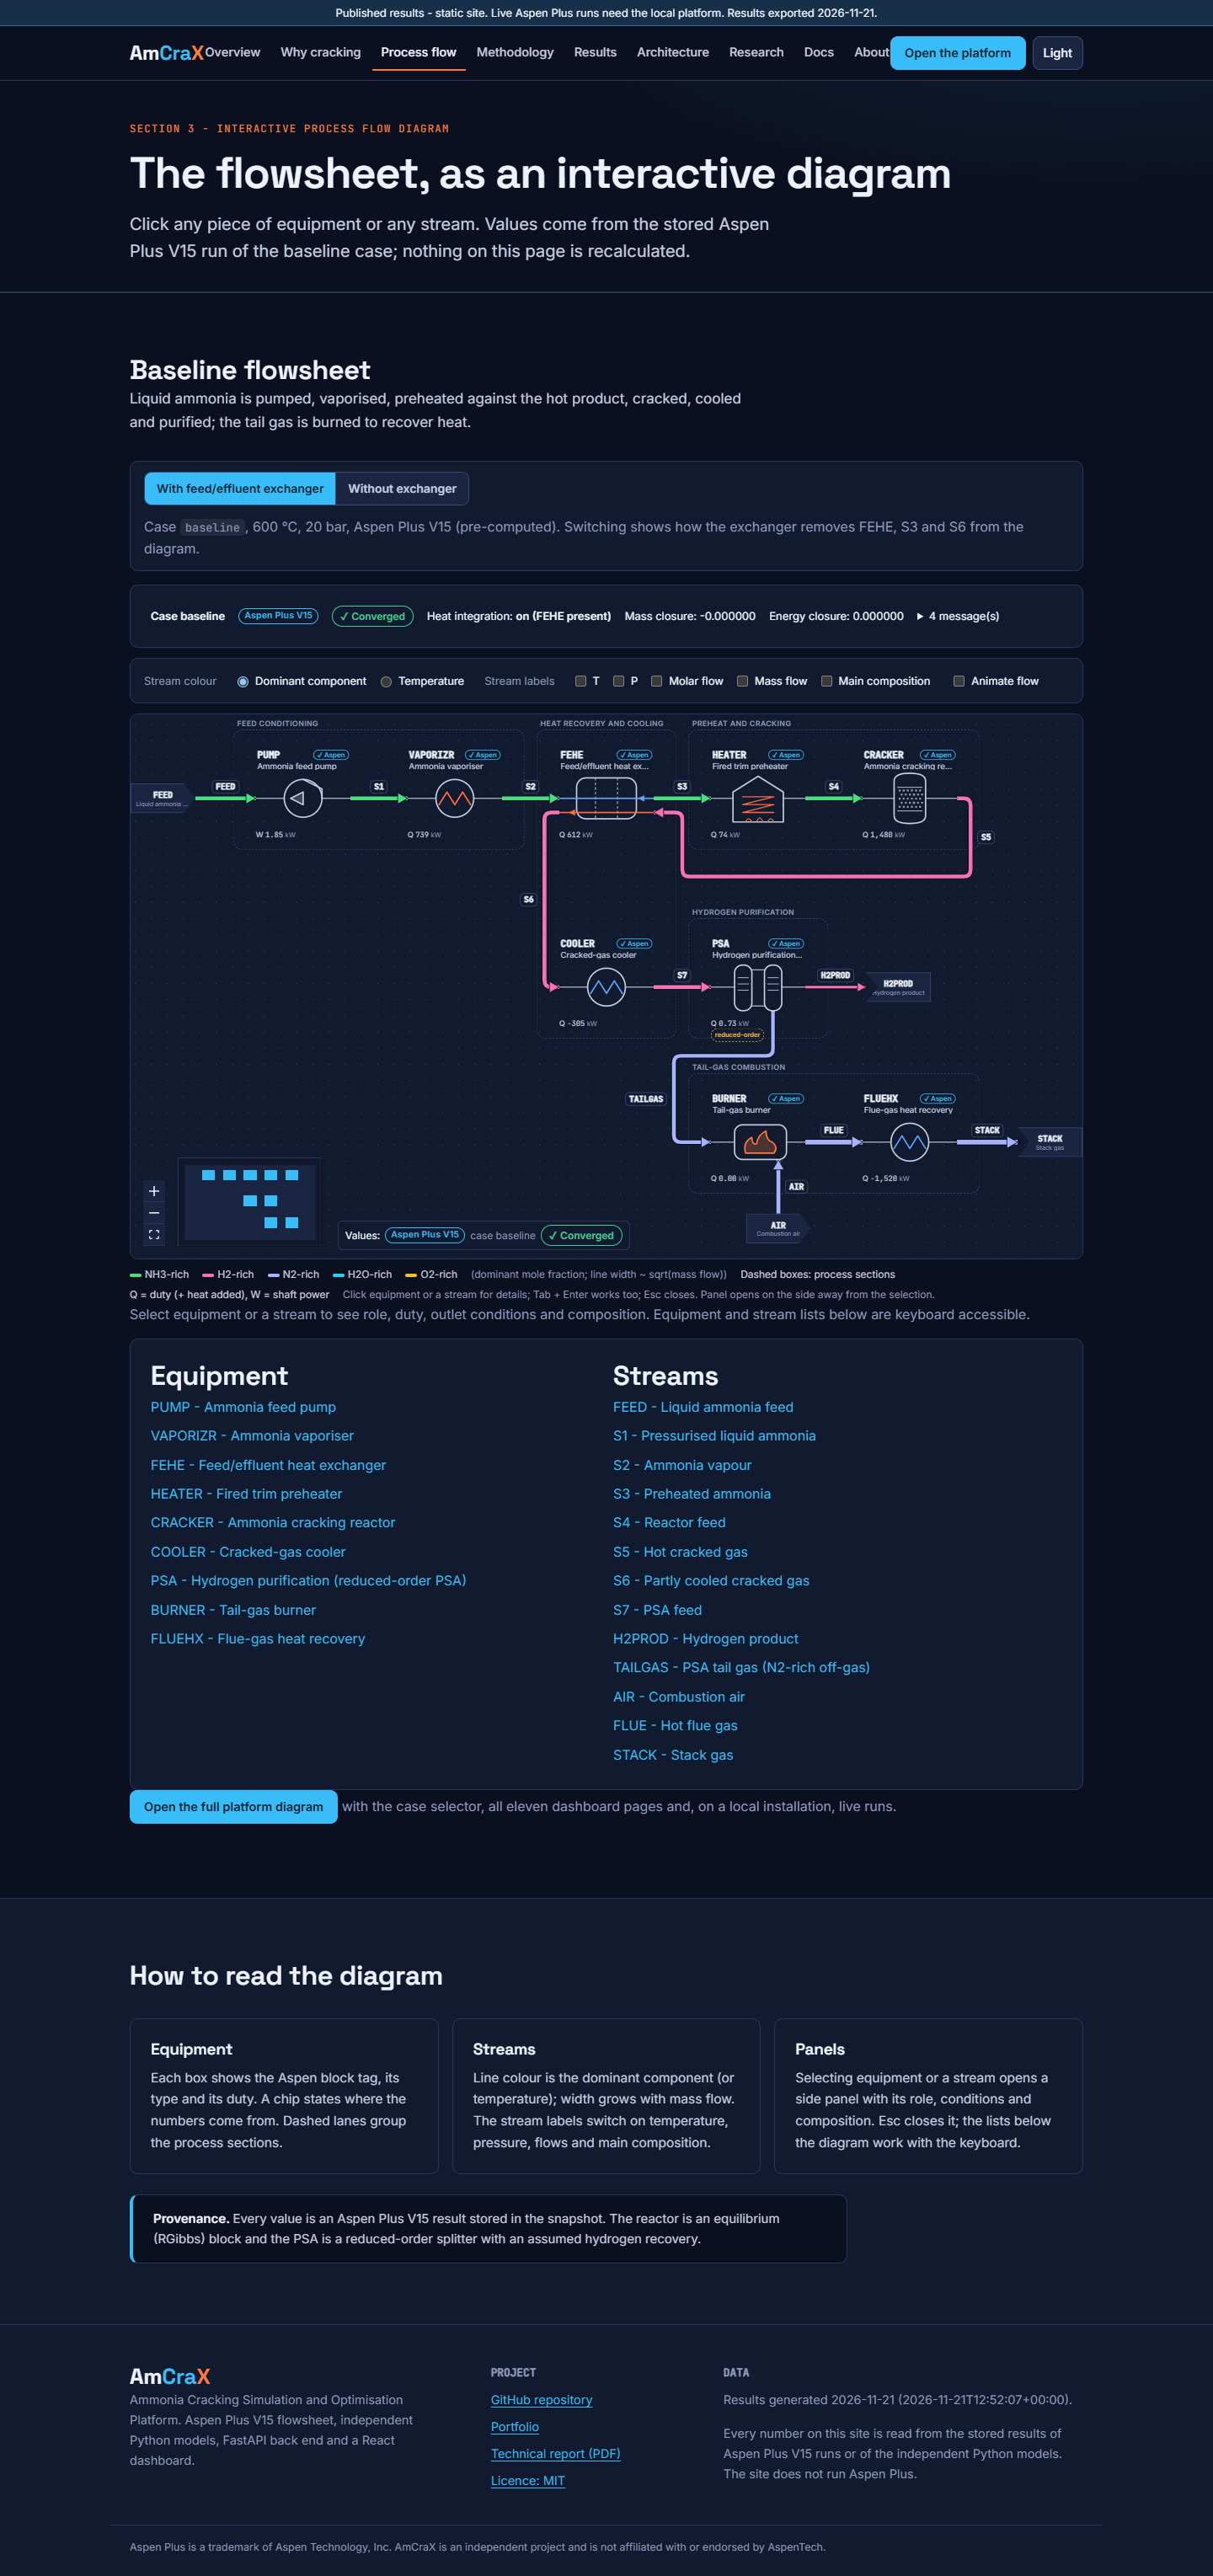 Published results - static site. Live Aspen Plus runs need the local platform. Results exported 2026-11-21.
AmCraX Overview Why cracking Process flow Methodology Results Architecture Research Docs About Open the platform Light
SECTION 3 - INTERACTIVE PROCESS FLOW DIAGRAM
The flowsheet, as an interactive diagram
Click any piece of equipment or any stream. Values come from the stored Aspen
Plus V15 run of the baseline case; nothing on this page is recalculated.
Baseline flowsheet
Liquid ammonia is pumped, vaporised, preheated against the hot product, cracked, cooled
and purified; the tail gas is burned to recover heat.
With feed/effluent exchanger Without exchanger
Case baseline, 600 °C, 20 bar, Aspen Plus V15 (pre-computed). Switching shows how the exchanger removes FEHE, S3 and S6 from the
diagram.
Case baseline Aspen Plus V15 ✓ Converged Heat integration: on (FEHE present) Mass closure: -0.000000 Energy closure: 0.000000 ▶ 4 message(s)
Stream colour Dominant component Temperature Stream labels T P Molar flow Mass flow Main composition Animate flow
FEED CONDITIONING HEAT RECOVERY AND COOLING PREHEAT AND CRACKING
PUMP ✓ Aspen VAPORIZR ✓ Aspen FEHE ✓ Aspen HEATER ✓ Aspen CRACKER ✓ Aspen
Ammonia feed pump Ammonia vaporiser Feed/effluent heat ex... Fired trim preheater Ammonia cracking re...
FEED S1 S2 S3 S4
FEED
Liquid ammonia ...
W 1.85 kW Q 739 kW Q 612 kW Q 74 kW Q 1,480 kW
S5
S6
HYDROGEN PURIFICATION
COOLER ✓ Aspen PSA ✓ Aspen
Cracked-gas cooler Hydrogen purification...
S7 H2PROD
H2PROD
Hydrogen product
Q -305 kW Q 0.73 kW
reduced-order
TAIL-GAS COMBUSTION
TAILGAS BURNER ✓ Aspen FLUEHX ✓ Aspen
Tail-gas burner Flue-gas heat recovery
FLUE STACK
STACK
Stack gas
Q 0.00 kW Q -1,520 kW
AIR
AIR
Combustion air
Values: Aspen Plus V15 case baseline ✓ Converged
NH3-rich H2-rich N2-rich H2O-rich O2-rich (dominant mole fraction; line width ~ sqrt(mass flow)) Dashed boxes: process sections
Q = duty (+ heat added), W = shaft power Click equipment or a stream for details; Tab + Enter works too; Esc closes. Panel opens on the side away from the selection.
Select equipment or a stream to see role, duty, outlet conditions and composition. Equipment and stream lists below are keyboard accessible.
Equipment
PUMP - Ammonia feed pump
VAPORIZR - Ammonia vaporiser
FEHE - Feed/effluent heat exchanger
HEATER - Fired trim preheater
CRACKER - Ammonia cracking reactor
COOLER - Cracked-gas cooler
PSA - Hydrogen purification (reduced-order PSA)
BURNER - Tail-gas burner
FLUEHX - Flue-gas heat recovery
Streams
FEED - Liquid ammonia feed
S1 - Pressurised liquid ammonia
S2 - Ammonia vapour
S3 - Preheated ammonia
S4 - Reactor feed
S5 - Hot cracked gas
S6 - Partly cooled cracked gas
S7 - PSA feed
H2PROD - Hydrogen product
TAILGAS - PSA tail gas (N2-rich off-gas)
AIR - Combustion air
FLUE - Hot flue gas
STACK - Stack gas
Open the full platform diagram with the case selector, all eleven dashboard pages and, on a local installation, live runs.
How to read the diagram
Equipment
Each box shows the Aspen block tag, its
type and its duty. A chip states where the
numbers come from. Dashed lanes group
the process sections.
Streams
Line colour is the dominant component (or
temperature); width grows with mass flow.
The stream labels switch on temperature,
pressure, flows and main composition.
Panels
Selecting equipment or a stream opens a
side panel with its role, conditions and
composition. Esc closes it; the lists below
the diagram work with the keyboard.
Provenance. Every value is an Aspen Plus V15 result stored in the snapshot. The reactor is an equilibrium
(RGibbs) block and the PSA is a reduced-order splitter with an assumed hydrogen recovery.
AmCraX
Ammonia Cracking Simulation and Optimisation
Platform. Aspen Plus V15 flowsheet, independent
Python models, FastAPI back end and a React
dashboard.
PROJECT
GitHub repository
Portfolio
Technical report (PDF)
Licence: MIT
DATA
Results generated 2026-11-21 (2026-11-21T12:52:07+00:00).
Every number on this site is read from the stored results of
Aspen Plus V15 runs or of the independent Python models.
The site does not run Aspen Plus.
Aspen Plus is a trademark of Aspen Technology, Inc. AmCraX is an independent project and is not affiliated with or endorsed by AspenTech.